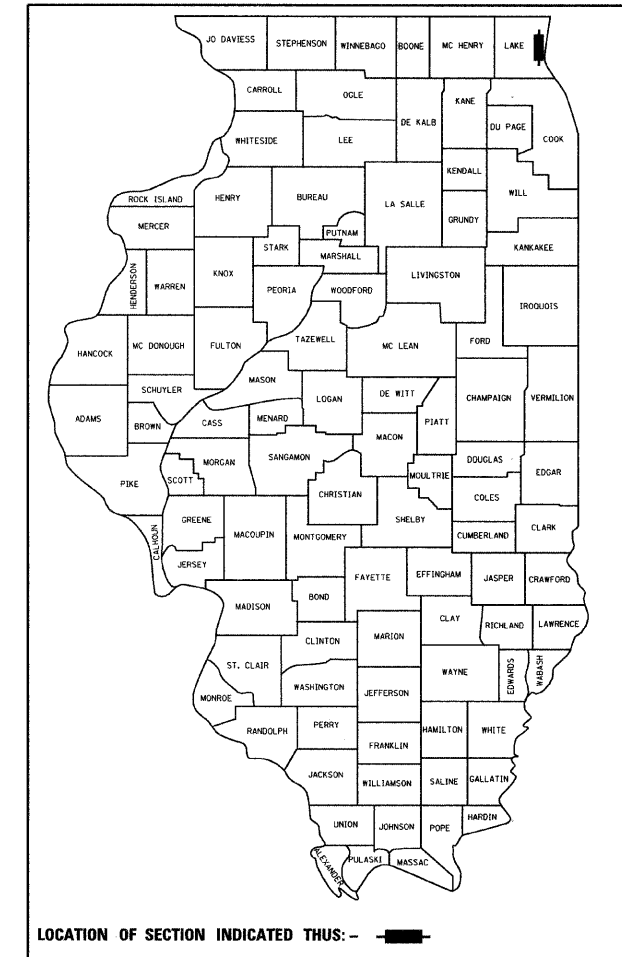 JO DAVIESS
STEPHENSON
WINNEBAGO
BOONE
MC HENRY
LAKE
CARROLL
OGLE
KANE
DE KALB
DU PAGE
COOK
WHITESIDE
LEE
KENDALL
WILL
ROCK ISLAND
HENRY
BUREAU
LA SALLE
GRUNDY
MERCER
PUTNAM
STARK
MARSHALL
KANKAKEE
HENDERSON
WARREN
KNOX
PEORIA
WOODFORD
LIVINGSTON
IROQUOIS
HANCOCK
MC DONOUGH
FULTON
TAZEWELL
MC LEAN
FORD
SCHUYLER
MASON
LOGAN
DE WITT
CHAMPAIGN
VERMILION
ADAMS
BROWN
CASS
MENARD
PIATT
MACON
MORGAN
SANGAMON
DOUGLAS
EDGAR
PIKE
SCOTT
CHRISTIAN
MOULTRIE
COLES
CALHOUN
GREENE
MACOUPIN
MONTGOMERY
SHELBY
CUMBERLAND
CLARK
JERSEY
FAYETTE
EFFINGHAM
JASPER
CRAWFORD
MADISON
BOND
CLAY
RICHLAND
LAWRENCE
CLINTON
MARION
ST. CLAIR
WAYNE
EDWARDS
WABASH
WASHINGTON
JEFFERSON
MONROE
RANDOLPH
PERRY
HAMILTON
WHITE
FRANKLIN
JACKSON
WILLIAMSON
SALINE
GALLATIN
UNION
JOHNSON
POPE
HARDIN
ALEXANDER
PULASKI
MASSAC
LOCATION OF SECTION INDICATED THUS: -